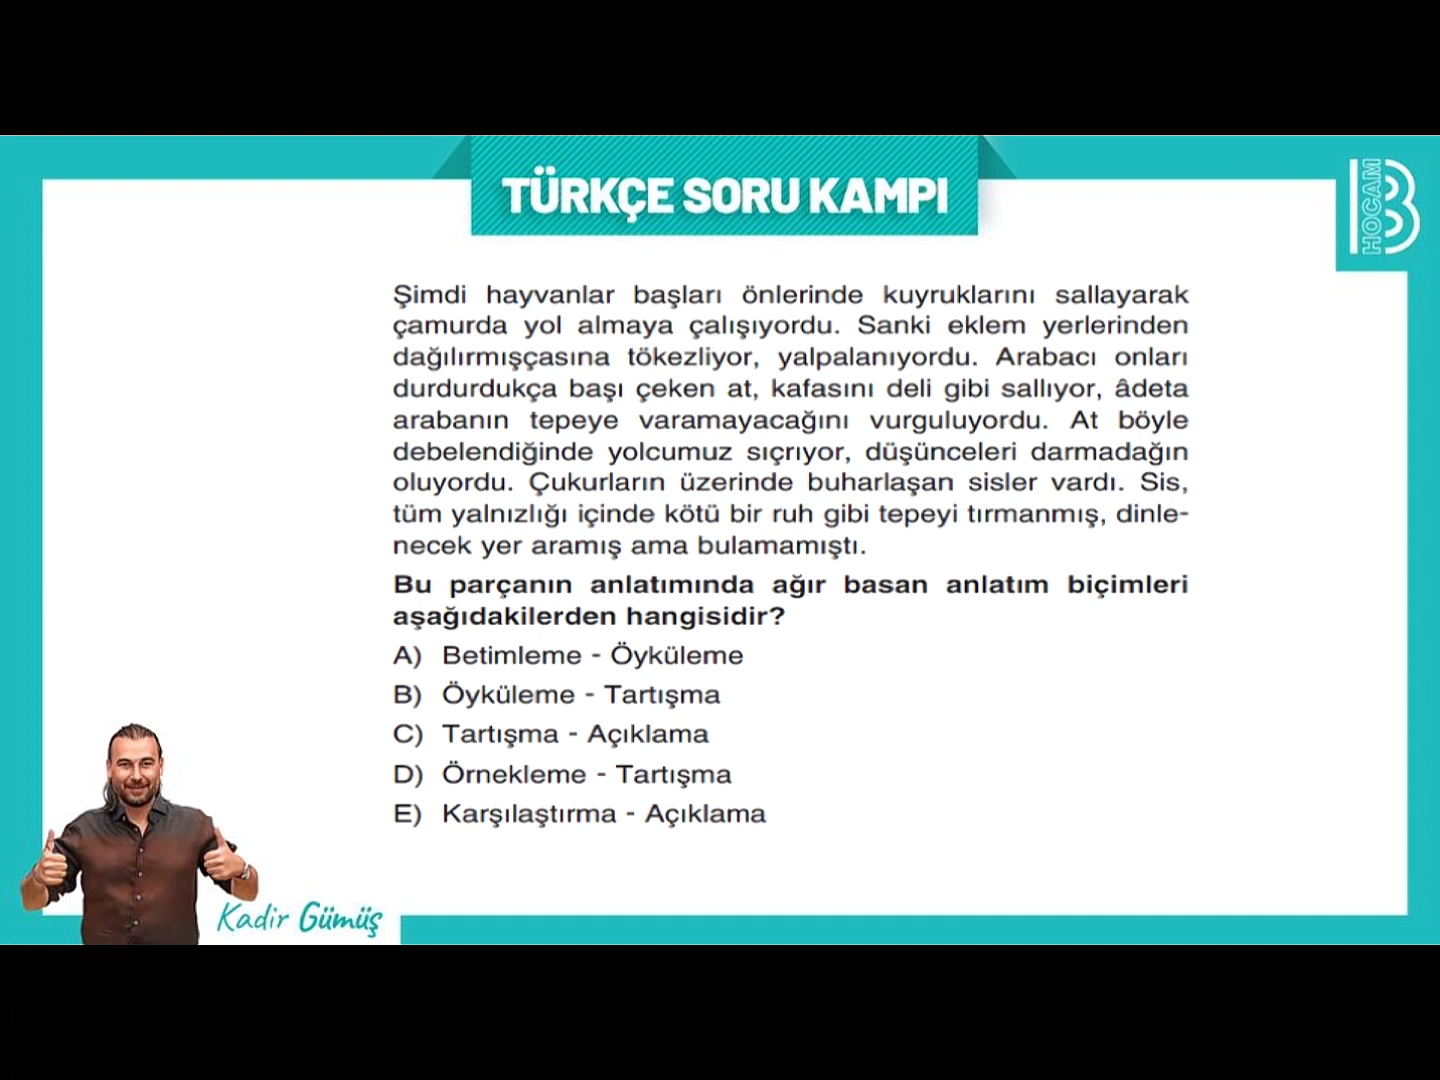 TÜRKÇE SORU KAMPI
HOCAM
B
Şimdi hayvanlar başları önlerinde kuyruklarını sallayarak
çamurda yol almaya çalışıyordu. Sanki eklem yerlerinden
dağılırmışçasına tökezliyor, yalpalanıyordu. Arabacı onları
durdurdukça başı çeken at, kafasını deli gibi sallıyor, âdeta
arabanın tepeye varamayacağını vurguluyordu. At böyle
debelendiğinde yolcumuz sıçrıyor, düşünceleri darmadağın
oluyordu. Çukurların üzerinde buharlaşan sisler vardı. Sis,
tüm yalnızlığı içinde kötü bir ruh gibi tepeyi tırmanmış, dinle-
necek yer aramış ama bulamamıştı.
Bu parçanın anlatımında ağır basan anlatım biçimleri
aşağıdakilerden hangisidir?
A) Betimleme - Öyküleme
B) Öyküleme - Tartışma
C) Tartışma - Açıklama
D) Örnekleme - Tartışma
E) Karşılaştırma - Açıklama
Kadir Gümüş